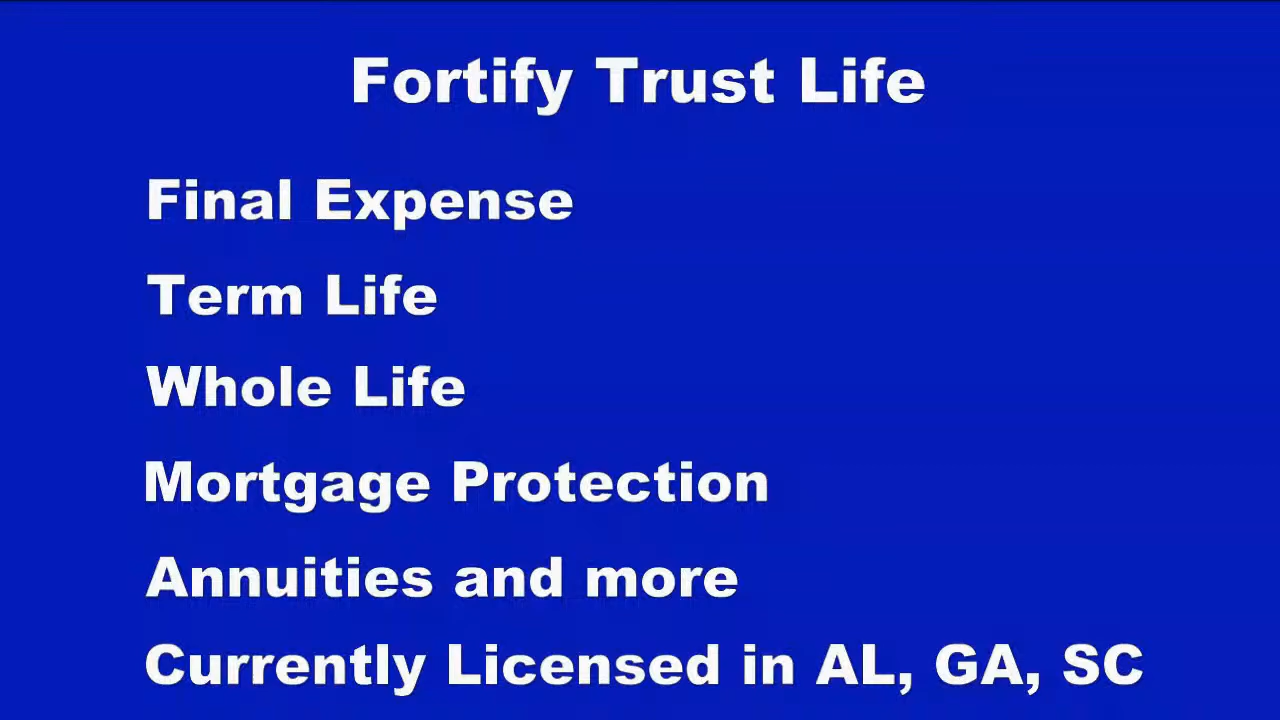 Fortify Trust Life
Final Expense
Term Life
Whole Life
Mortgage Protection
Annuities and more
Currently Licensed in AL, GA, SC